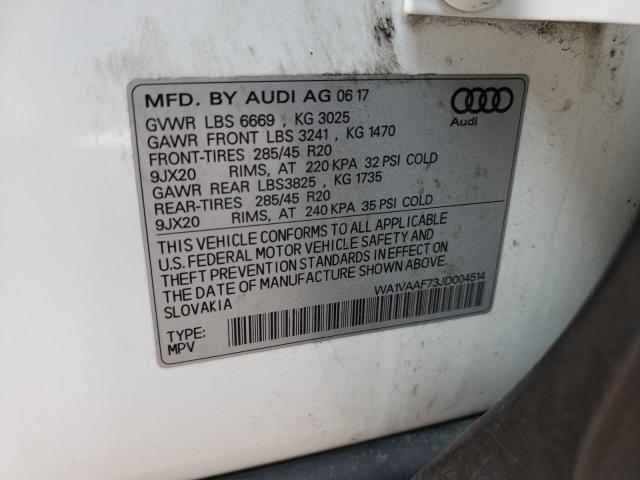 MFD. BY AUDI AG 06 17
GVWR LBS 6669 , KG 3025
GAWR FRONT LBS 3241 , KG 1470
FRONT-TIRES 285/45 R20
9JX20 RIMS, AT 220 KPA 32 PSI COLD
GAWR REAR LBS3825 , KG 1735
REAR-TIRES 285/45 R20
9JX20 RIMS, AT 240 KPA 35 PSI COLD
THIS VEHICLE CONFORMS TO ALL APPLICABLE
U.S. FEDERAL MOTOR VEHICLE SAFETY AND
THEFT PREVENTION STANDARDS IN EFFECT ON
THE DATE OF MANUFACTURE SHOWN ABOVE.
SLOVAKIA
WA1VAAF73JD004514
TYPE:
MPV
Audi